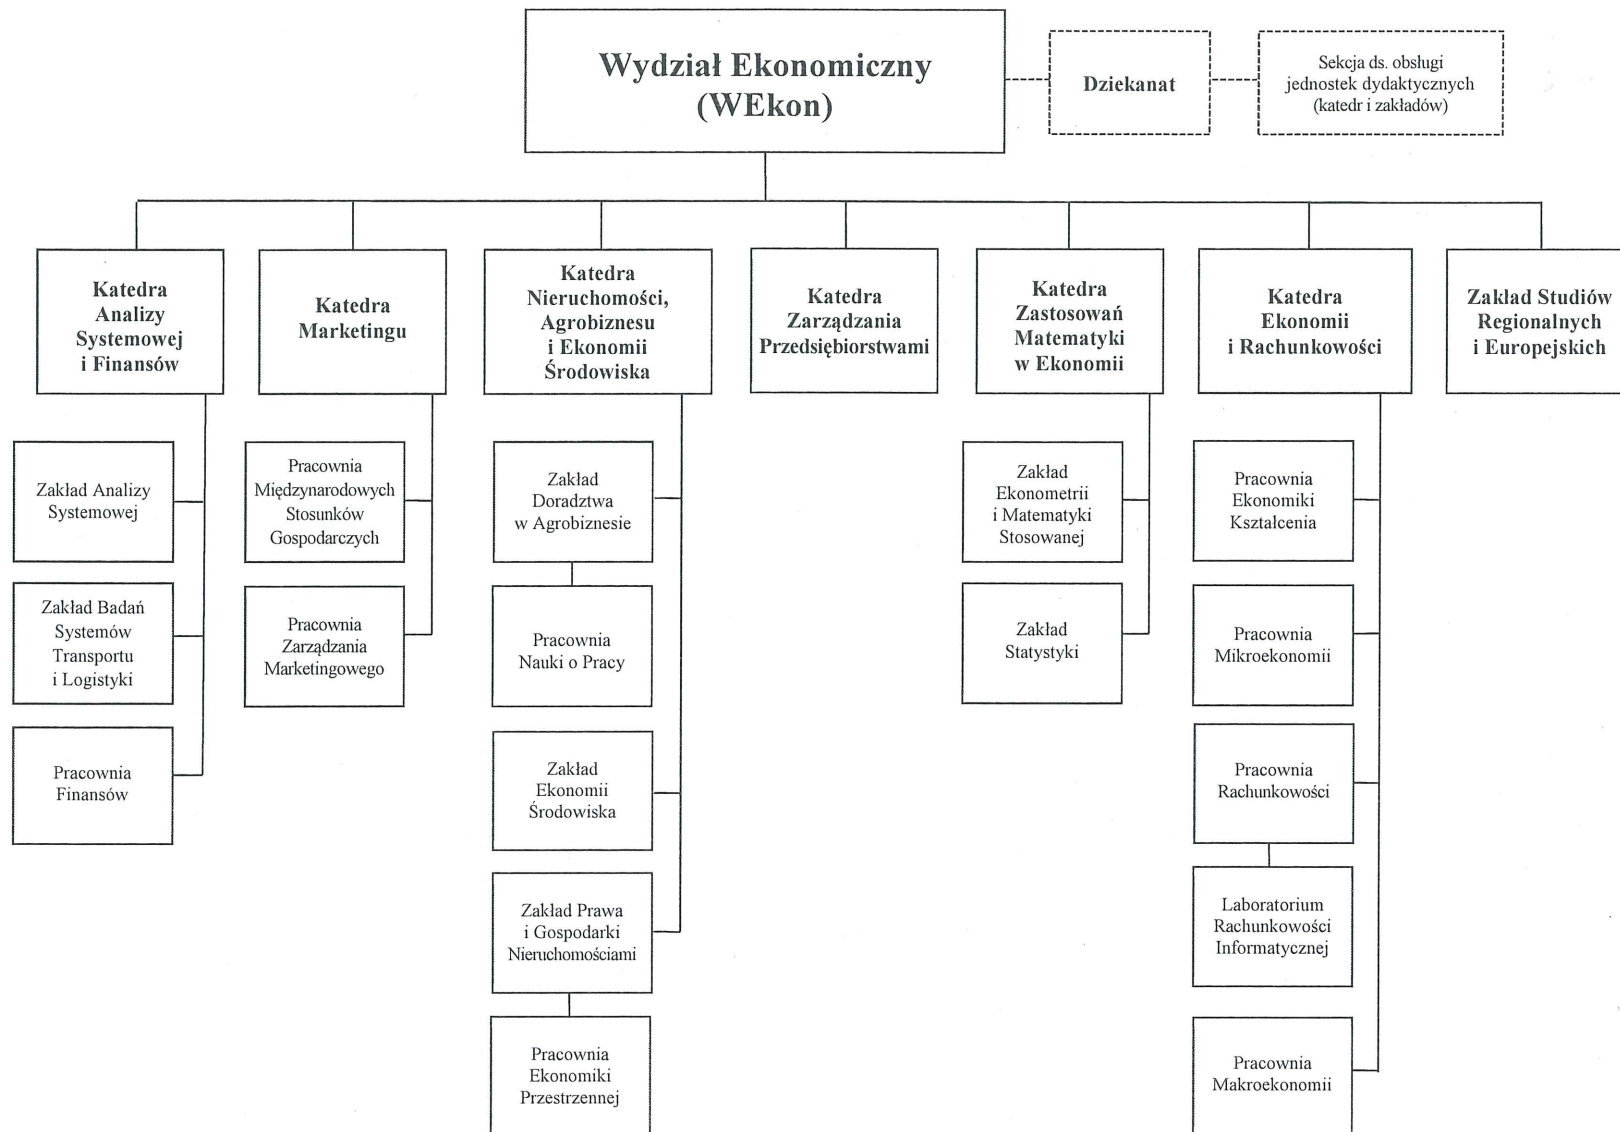 Wydział Ekonomiczny
(WEkon)
Dziekanat
Sekcja ds. obsługi
jednostek dydaktycznych
(katedr i zakładów)
Katedra
Analizy
Systemowej
i Finansów
Katedra
Marketingu
Katedra
Nieruchomości,
Agrobiznesu
i Ekonomii
Środowiska
Katedra
Zarządzania
Przedsiębiorstwami
Katedra
Zastosowań
Matematyki
w Ekonomii
Katedra
Ekonomii
i Rachunkowości
Zakład Studiów
Regionalnych
i Europejskich
Zakład Analizy
Systemowej
Zakład Badań
Systemów
Transportu
i Logistyki
Pracownia
Finansów
Pracownia
Międzynarodowych
Stosunków
Gospodarczych
Pracownia
Zarządzania
Marketingowego
Zakład
Doradztwa
w Agrobiznesie
Pracownia
Nauki o Pracy
Zakład
Ekonomii
Środowiska
Zakład Prawa
i Gospodarki
Nieruchomościami
Pracownia
Ekonomiki
Przestrzennej
Zakład
Ekonometrii
i Matematyki
Stosowanej
Zakład
Statystyki
Pracownia
Ekonomiki
Kształcenia
Pracownia
Mikroekonomii
Pracownia
Rachunkowości
Laboratorium
Rachunkowości
Informatycznej
Pracownia
Makroekonomii